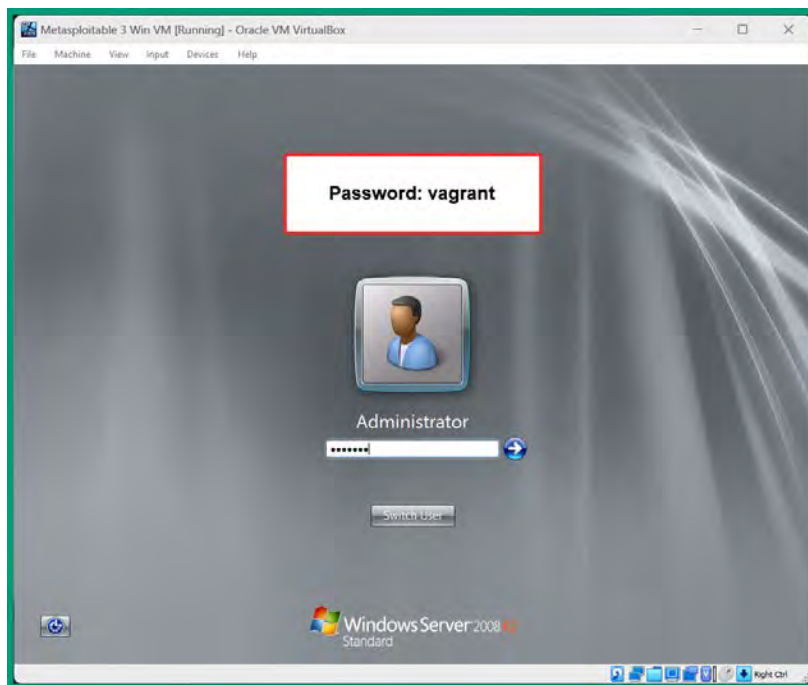 Metasploitable 3 Win VM [Running] - Oracle VM VirtualBox
File Machine View Input Devices Help
Password: vagrant
Administrator
Switch User
Windows Server 2008 R2
Standard
Right Ctrl